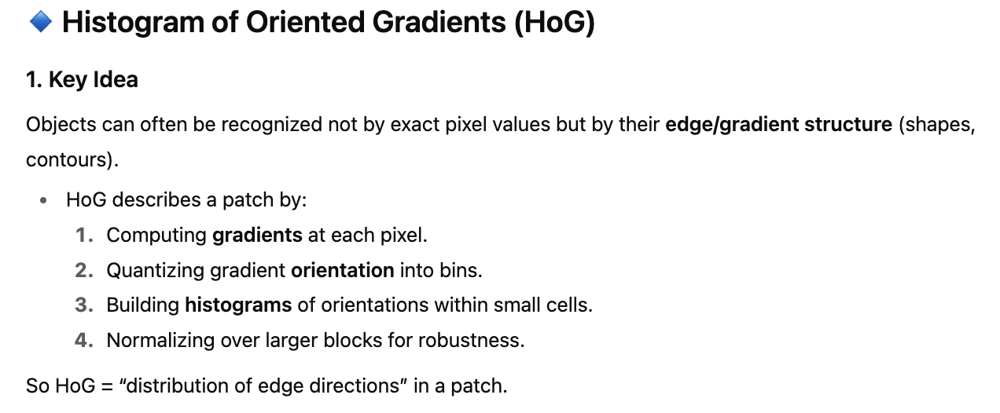 Histogram of Oriented Gradients (HoG)
1. Key Idea
Objects can often be recognized not by exact pixel values but by their edge/gradient structure (shapes,
contours).
• HoG describes a patch by:
1. Computing gradients at each pixel.
2. Quantizing gradient orientation into bins.
3. Building histograms of orientations within small cells.
4. Normalizing over larger blocks for robustness.
So HoG = “distribution of edge directions” in a patch.